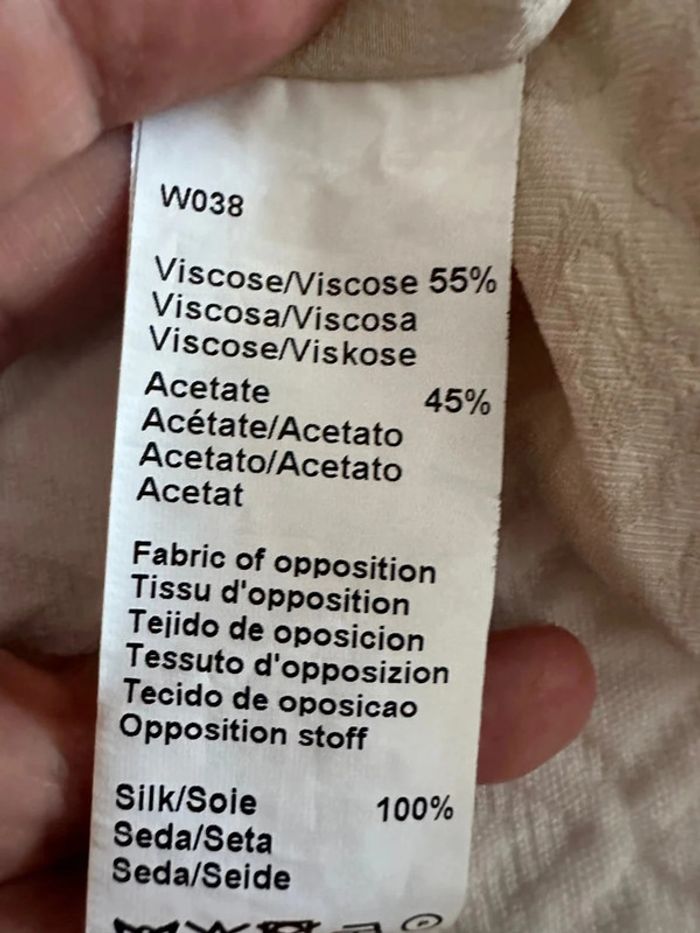 W038
Viscose/Viscose 55%
Viscosa/Viscosa
Viscose/Viskose
Acetate 45%
Acétate/Acetato
Acetato/Acetato
Acetat
Fabric of opposition
Tissu d'opposition
Tejido de oposicion
Tessuto d'opposizion
Tecido de oposicao
Opposition stoff
Silk/Soie 100%
Seda/Seta
Seda/Seide